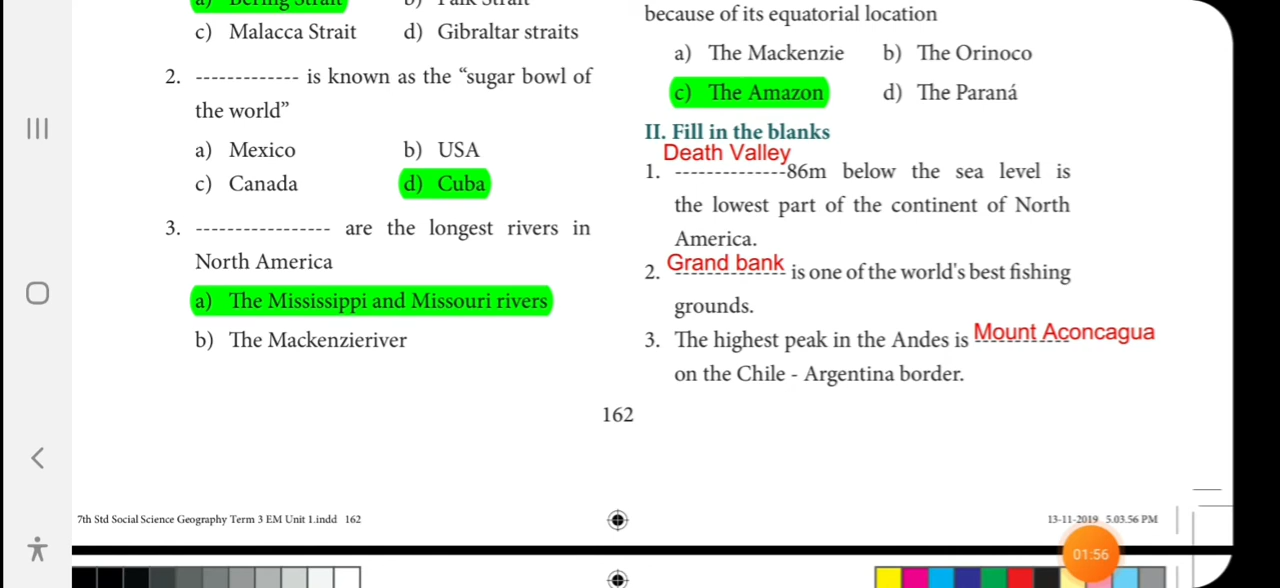 a) Bering Strait b) Palk Strait
c) Malacca Strait d) Gibraltar straits
2. ------------- is known as the “sugar bowl of
the world”
a) Mexico b) USA
c) Canada d) Cuba
3. ----------------- are the longest rivers in
North America
a) The Mississippi and Missouri rivers
b) The Mackenzieriver
because of its equatorial location
a) The Mackenzie b) The Orinoco
c) The Amazon d) The Paraná
II. Fill in the blanks
Death Valley
1. --------------86m below the sea level is
the lowest part of the continent of North
America.
2. Grand bank is one of the world's best fishing
grounds.
3. The highest peak in the Andes is Mount Aconcagua
on the Chile - Argentina border.
162
7th Std Social Science Geography Term 3 EM Unit 1.indd 162
13-11-2019 5.03.56 PM
01:56